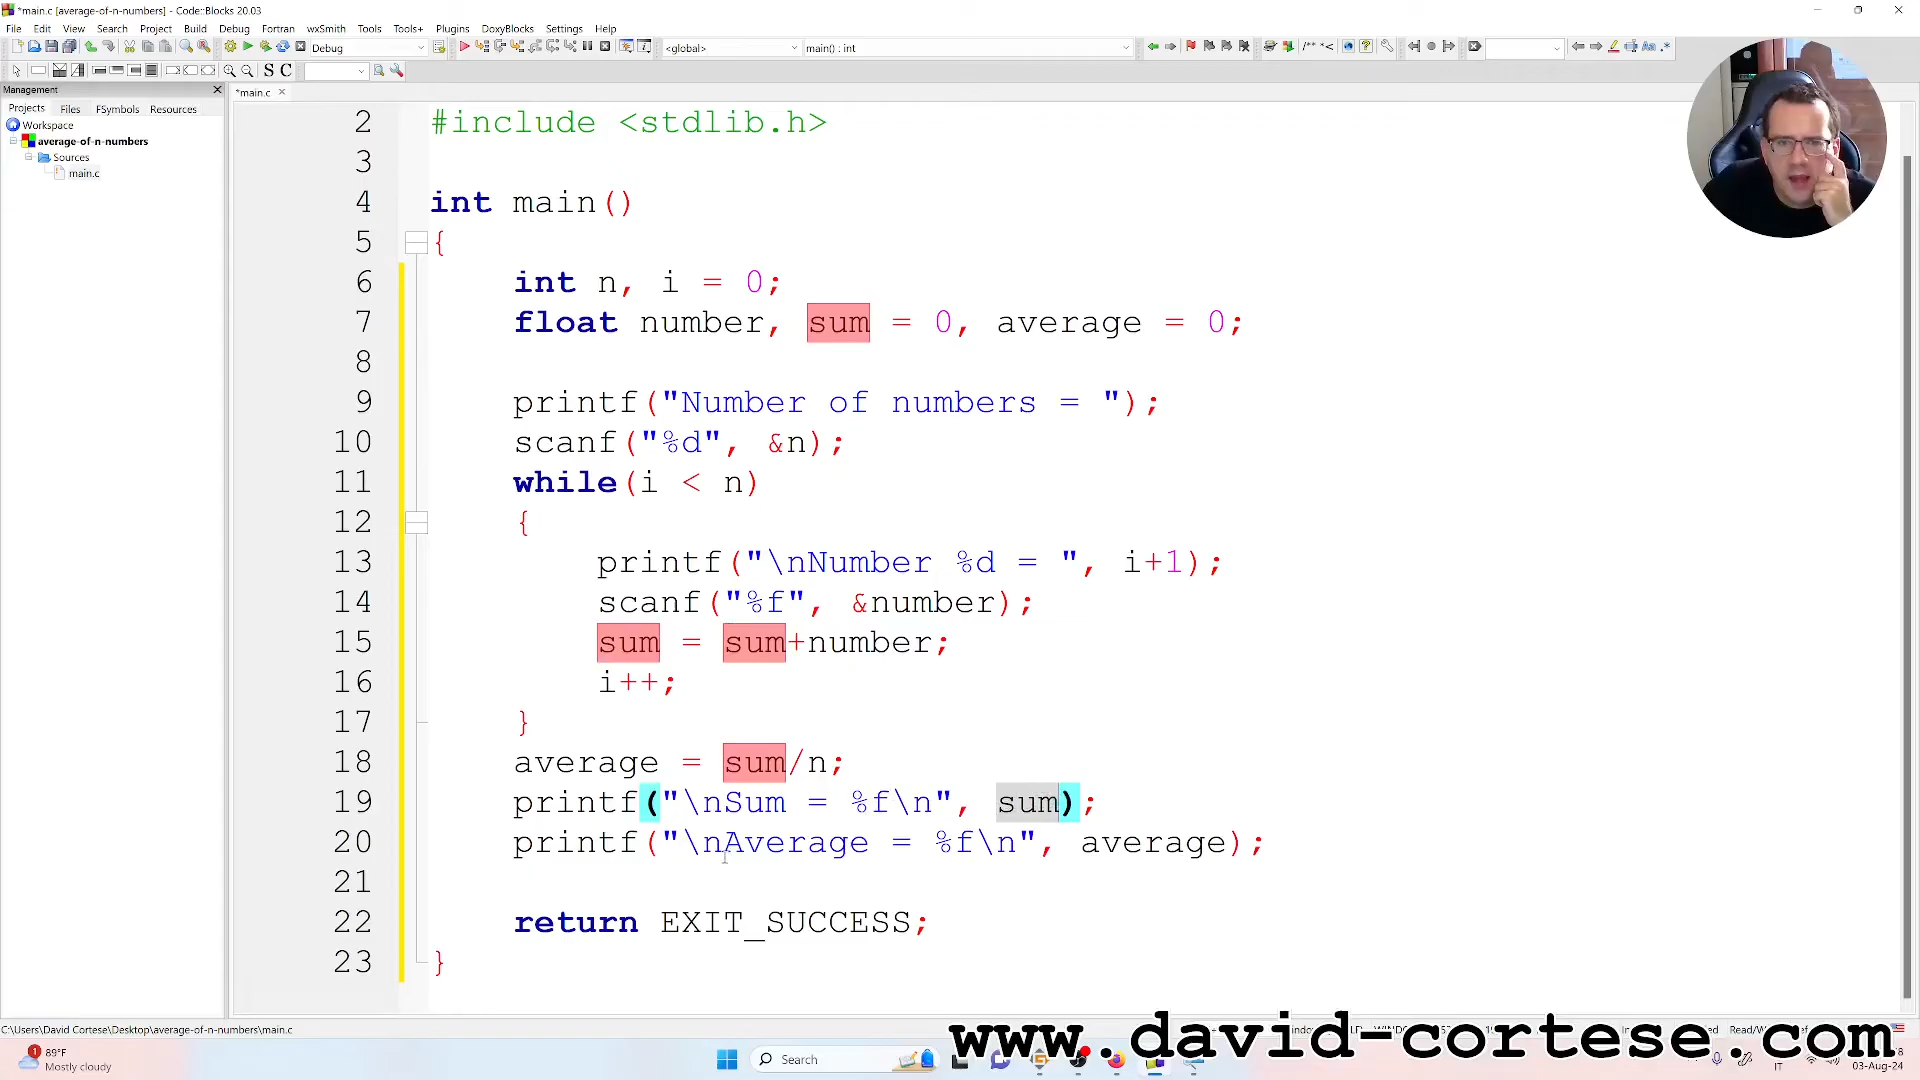 *main.c [average-of-n-numbers] - Code::Blocks 20.03
File Edit View Search Project Build Debug Fortran wxSmith Tools Tools+ Plugins DoxyBlocks Settings Help
Debug <global> main() : int
S C
Management
Projects Files FSymbols Resources
*main.c
Workspace
average-of-n-numbers
Sources
main.c
2 #include <stdlib.h>
3
4 int main()
5 {
6 int n, i = 0;
7 float number, sum = 0, average = 0;
8
9 printf("Number of numbers = ");
10 scanf("%d", &n);
11 while(i < n)
12 {
13 printf("\nNumber %d = ", i+1);
14 scanf("%f", &number);
15 sum = sum+number;
16 i++;
17 }
18 average = sum/n;
19 printf("\nSum = %f\n", sum);
20 printf("\nAverage = %f\n", average);
21
22 return EXIT_SUCCESS;
23 }
C:\Users\David Cortese\Desktop\average-of-n-numbers\main.c
www.david-cortese.com
1
89°F
Mostly cloudy
Search
IT
03-Aug-24